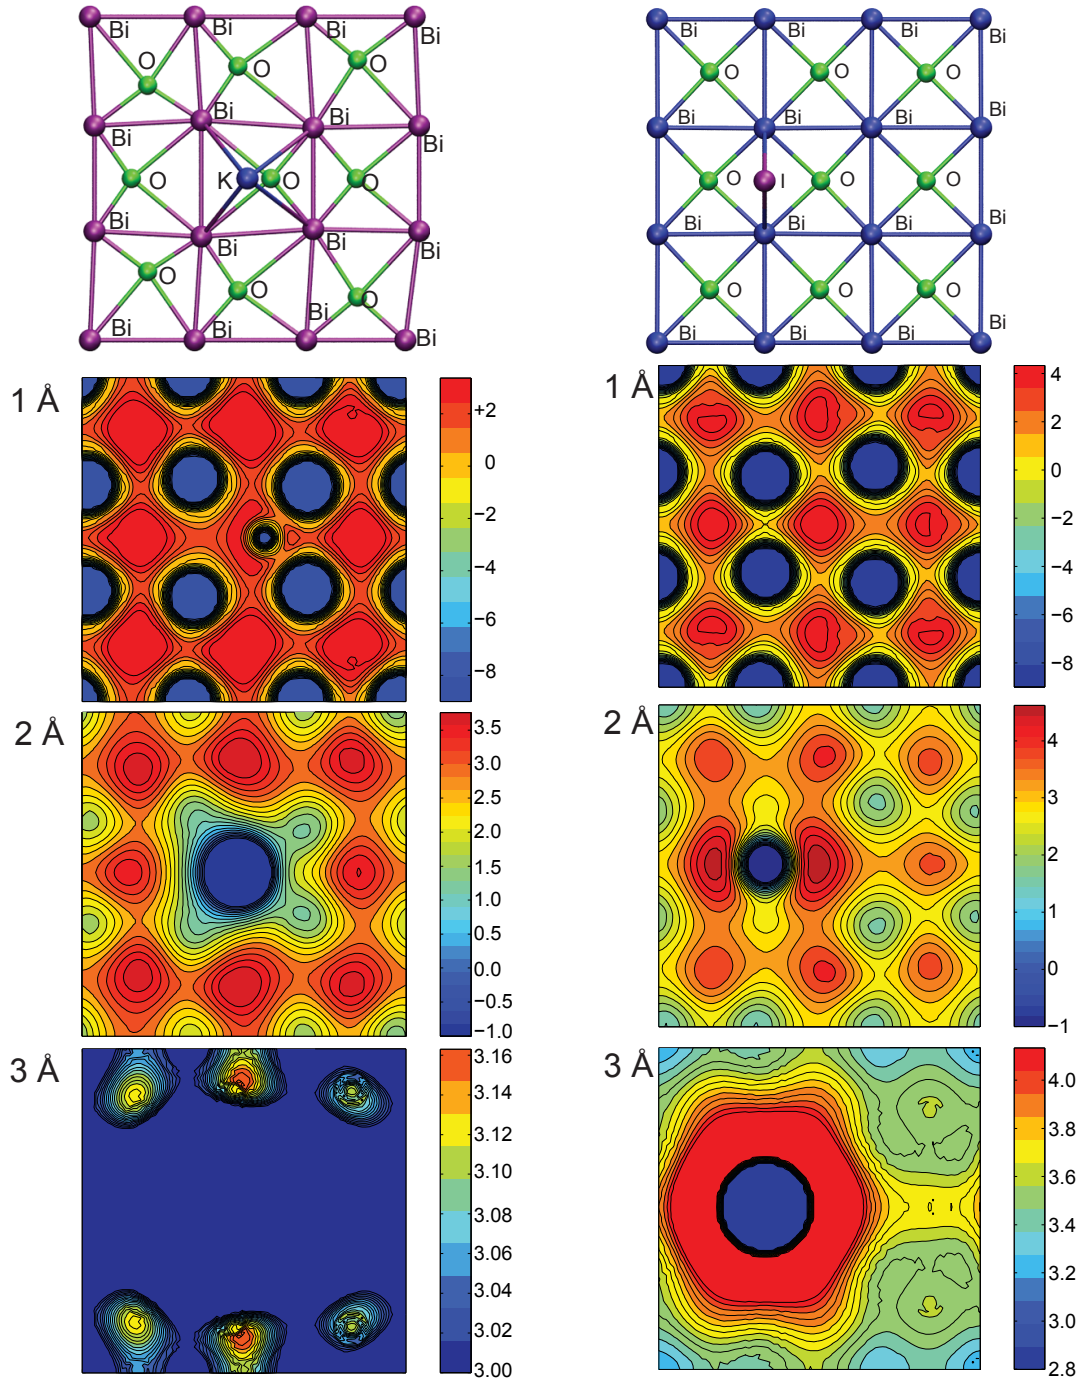 Bi Bi Bi Bi
O O O
Bi Bi Bi Bi
O K O O
Bi Bi Bi Bi
O O O
Bi Bi Bi Bi
Bi Bi Bi Bi
O O O
Bi Bi Bi Bi
O I O O
Bi Bi Bi Bi
O O O
Bi Bi Bi Bi
1 Å
+2
0
−2
−4
−6
−8
1 Å
4
2
0
−2
−4
−6
−8
2 Å
3.5
3.0
2.5
2.0
1.5
1.0
0.5
0.0
−0.5
−1.0
2 Å
4
3
2
1
0
−1
3 Å
3.16
3.14
3.12
3.10
3.08
3.06
3.04
3.02
3.00
3 Å
4.0
3.8
3.6
3.4
3.2
3.0
2.8